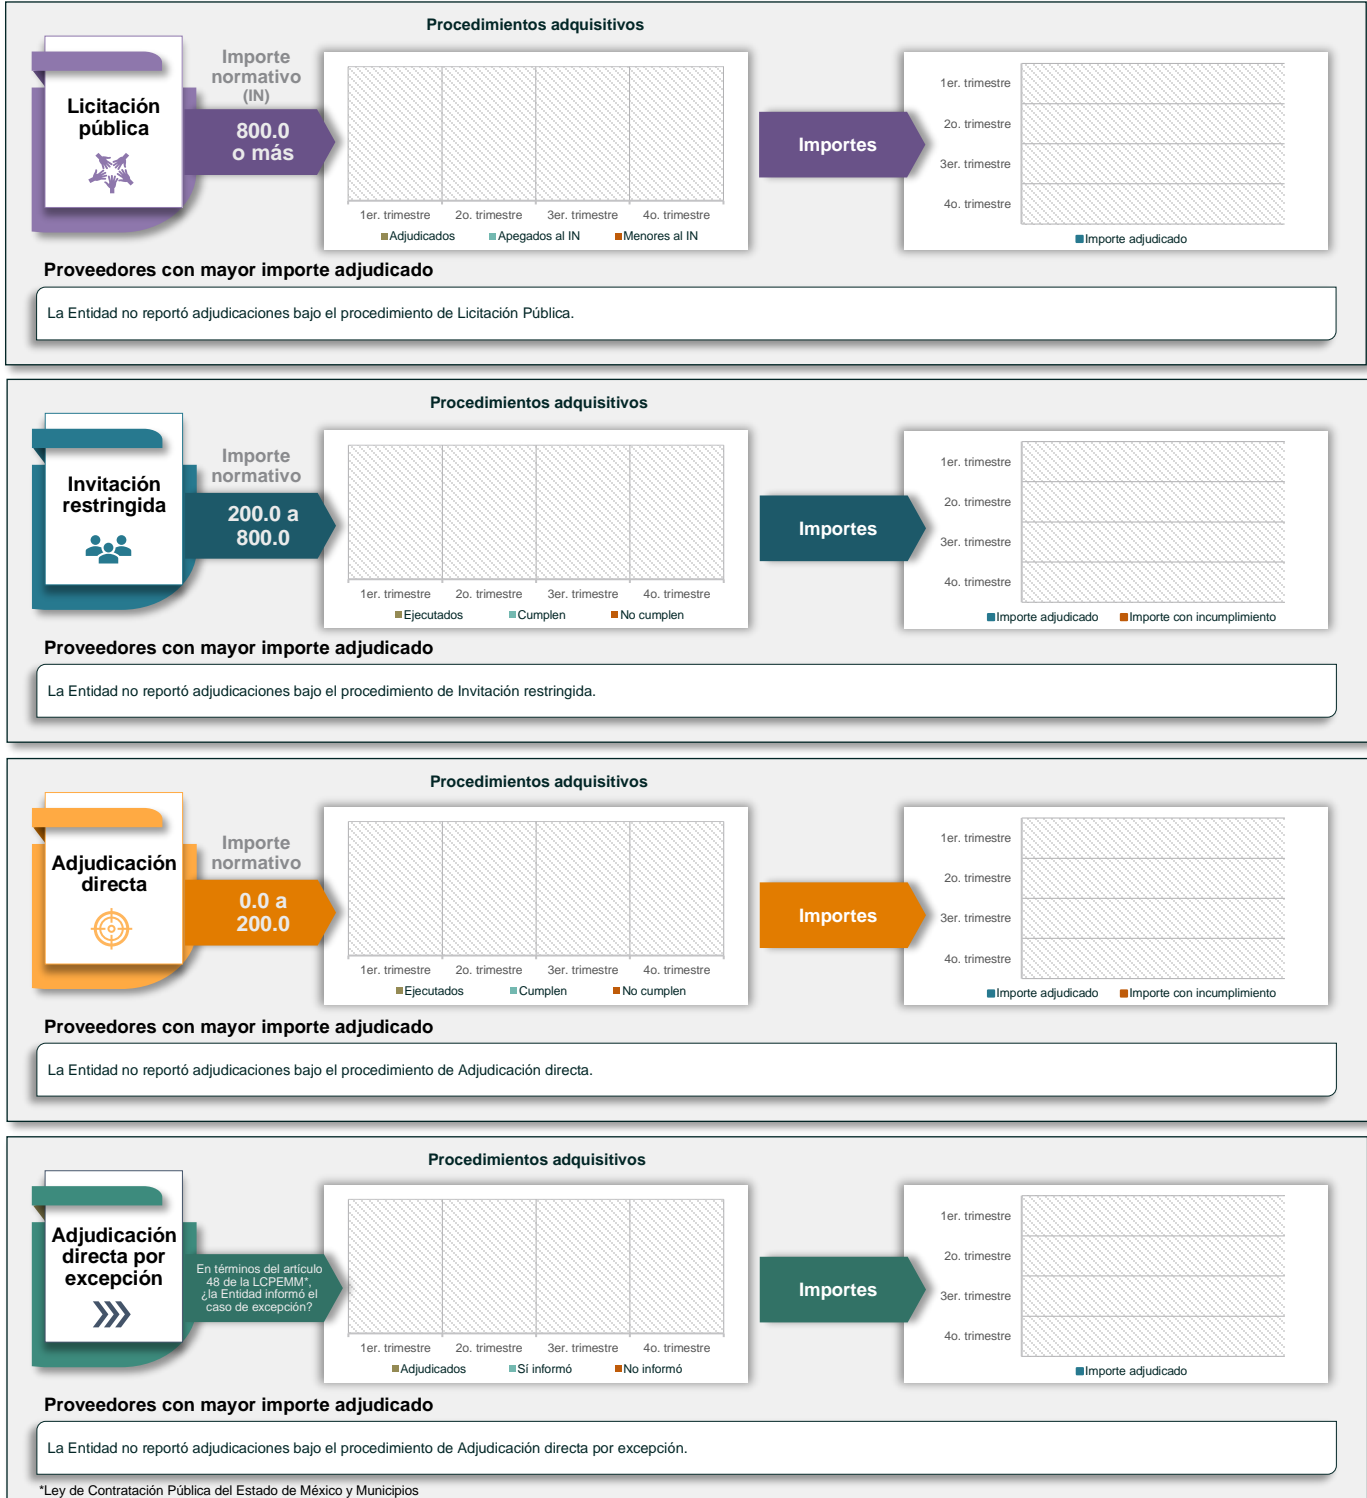 Procedimientos adquisitivos
Licitación
pública
Importe
normativo
(IN)
800.0
o más
1er. trimestre 2o. trimestre 3er. trimestre 4o. trimestre
Adjudicados Apegados al IN Menores al IN
Importes
1er. trimestre
2o. trimestre
3er. trimestre
4o. trimestre
Importe adjudicado
Proveedores con mayor importe adjudicado
La Entidad no reportó adjudicaciones bajo el procedimiento de Licitación Pública.
Procedimientos adquisitivos
Invitación
restringida
Importe
normativo
200.0 a
800.0
1er. trimestre 2o. trimestre 3er. trimestre 4o. trimestre
Ejecutados Cumplen No cumplen
Importes
1er. trimestre
2o. trimestre
3er. trimestre
4o. trimestre
Importe adjudicado Importe con incumplimiento
Proveedores con mayor importe adjudicado
La Entidad no reportó adjudicaciones bajo el procedimiento de Invitación restringida.
Procedimientos adquisitivos
Adjudicación
directa
Importe
normativo
0.0 a
200.0
1er. trimestre 2o. trimestre 3er. trimestre 4o. trimestre
Ejecutados Cumplen No cumplen
Importes
1er. trimestre
2o. trimestre
3er. trimestre
4o. trimestre
Importe adjudicado Importe con incumplimiento
Proveedores con mayor importe adjudicado
La Entidad no reportó adjudicaciones bajo el procedimiento de Adjudicación directa.
Procedimientos adquisitivos
Adjudicación
directa por
excepción
En términos del artículo
48 de la LCPEMM*,
¿la Entidad informó el
caso de excepción?
1er. trimestre 2o. trimestre 3er. trimestre 4o. trimestre
Adjudicados Sí informó No informó
Importes
1er. trimestre
2o. trimestre
3er. trimestre
4o. trimestre
Importe adjudicado
Proveedores con mayor importe adjudicado
La Entidad no reportó adjudicaciones bajo el procedimiento de Adjudicación directa por excepción.
*Ley de Contratación Pública del Estado de México y Municipios